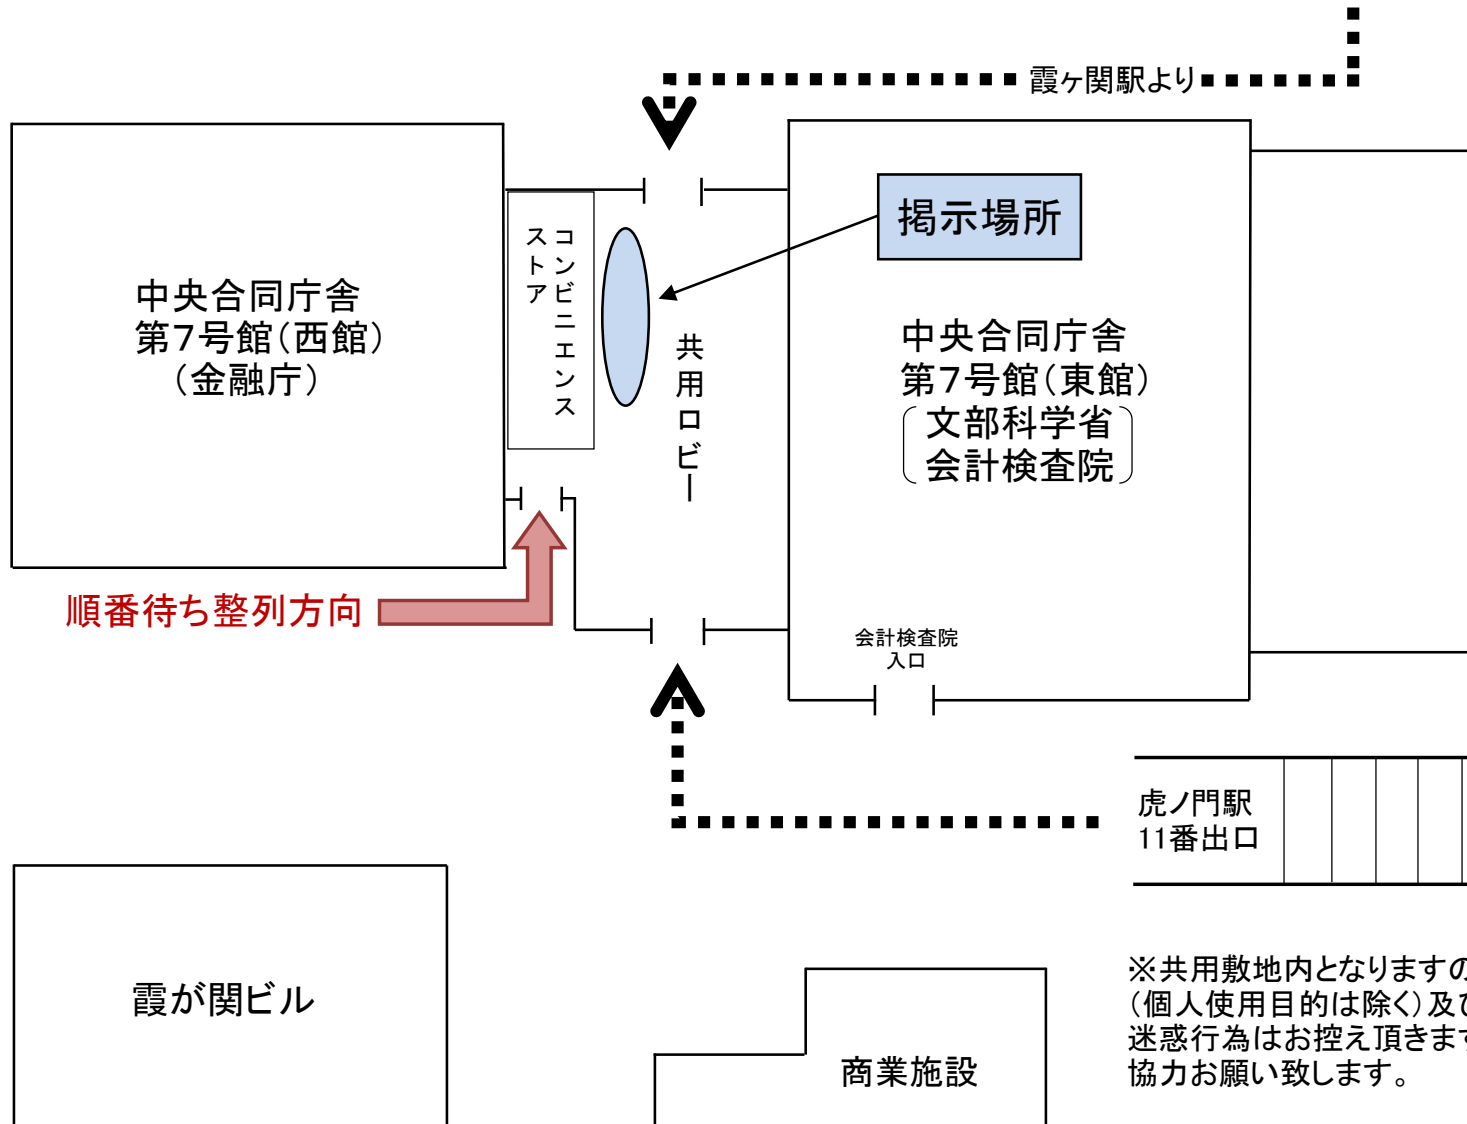 霞ヶ関駅より
掲示場所
コンビニエンス
ストア
中央合同庁舎
第7号館(西館)
(金融庁)
共用ロビー
中央合同庁舎
第7号館(東館)
文部科学省
会計検査院
順番待ち整列方向
会計検査院
入口
虎ノ門駅
11番出口
霞が関ビル
商業施設
※共用敷地内となりますの
(個人使用目的は除く)及び
迷惑行為はお控え頂きます
協力お願い致します。